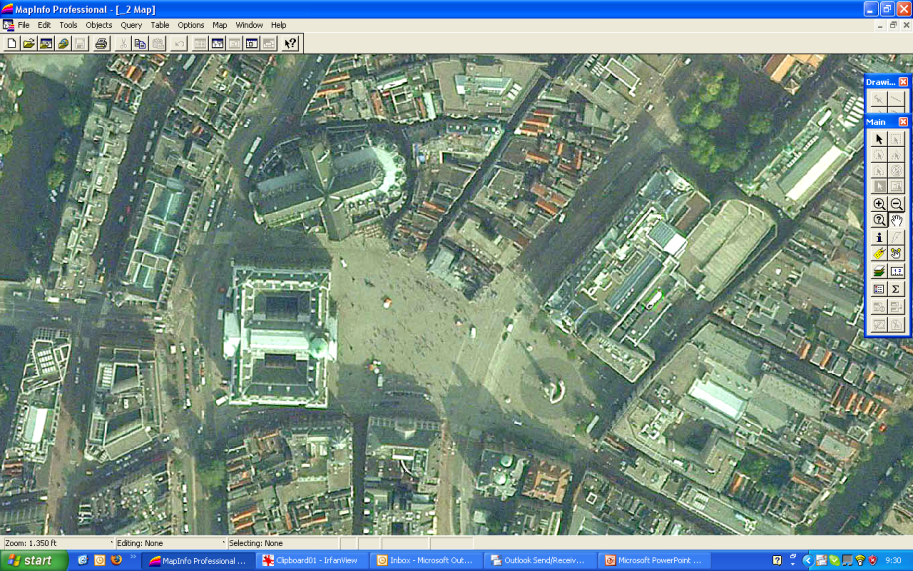 MapInfo Professional - [_2 Map]
File Edit Tools Objects Query Table Options Map Window Help
Drawi...
Main
Zoom: 1.350 ft Editing: None Selecting: None
start MapInfo Professional ... Clipboard01 - IrfanView Inbox - Microsoft Out... Outlook Send/Receiv... Microsoft PowerPoint ... 9:30